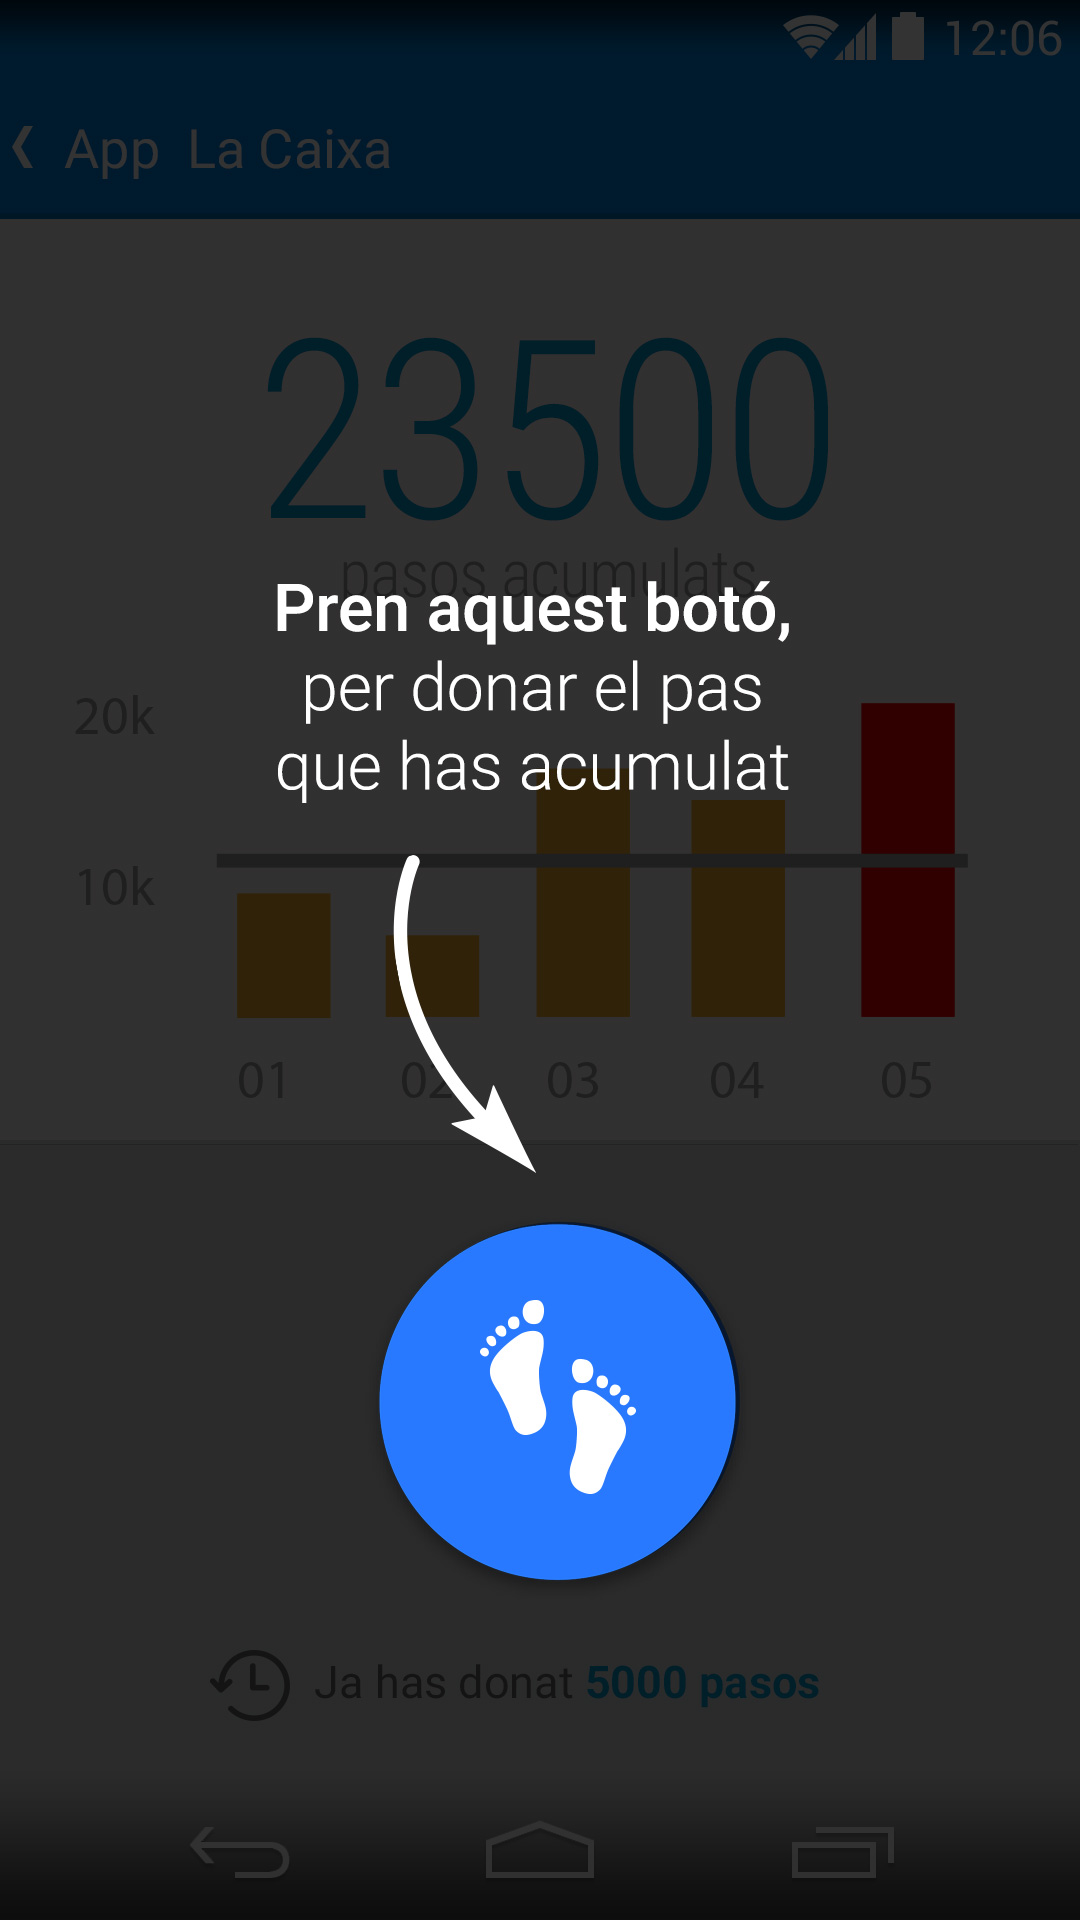 12:06
App La Caixa
23500
pasos acumulats
Pren aquest botó,
per donar el pas
que has acumulat
20k
10k
01 02 03 04 05
Ja has donat 5000 pasos